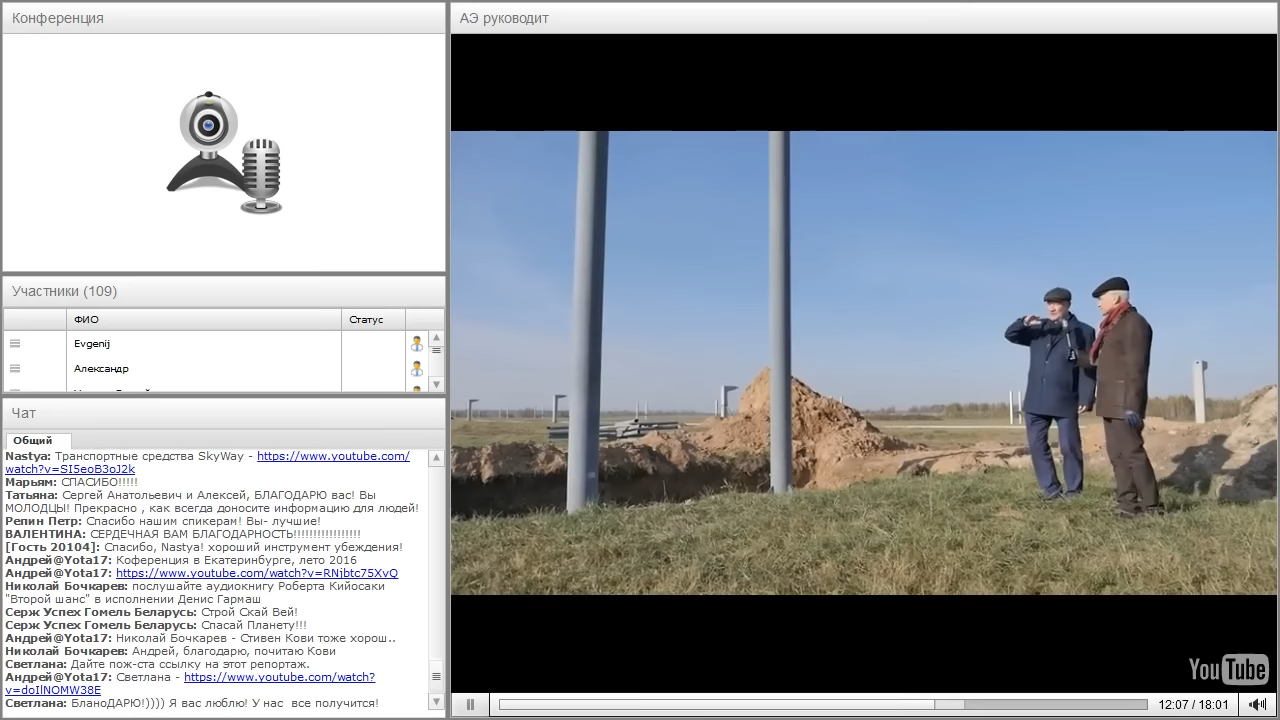 Конференция
Участники (109)
ФИО
Статус
Evgenij
Александр
Чат
Общий
Nastya: Транспортные средства SkyWay - https://www.youtube.com/
watch?v=SI5eoB3oJ2k
Марьям: СПАСИБО!!!!!
Татьяна: Сергей Анатольевич и Алексей, БЛАГОДАРЮ вас! Вы
МОЛОДЦЫ! Прекрасно , как всегда доносите информацию для людей!
Репин Петр: Спасибо нашим спикерам! Вы- лучшие!
ВАЛЕНТИНА: СЕРДЕЧНАЯ ВАМ БЛАГОДАРНОСТЬ!!!!!!!!!!!!!!!!!
[Гость 20104]: Спасибо, Nastya! хороший инструмент убеждения!
Андрей@Yota17: Коференция в Екатеринбурге, лето 2016
Андрей@Yota17: https://www.youtube.com/watch?v=RNjbtc75XvQ
Николай Бочкарев: послушайте аудиокнигу Роберта Кийосаки
"Второй шанс" в исполнении Денис Гармаш
Серж Успех Гомель Беларусь: Строй Скай Вей!
Серж Успех Гомель Беларусь: Спасай Планету!!!
Андрей@Yota17: Николай Бочкарев - Стивен Кови тоже хорош..
Николай Бочкарев: Андрей, благодарю, почитаю Кови
Светлана: Дайте пож-ста ссылку на этот репортаж.
Андрей@Yota17: Светлана - https://www.youtube.com/watch?
v=doIlNOMW38E
Светлана: БланоДАРЮ!)))) Я вас люблю! У нас  все получится!
АЭ руководит
YouTube
12:07 / 18:01